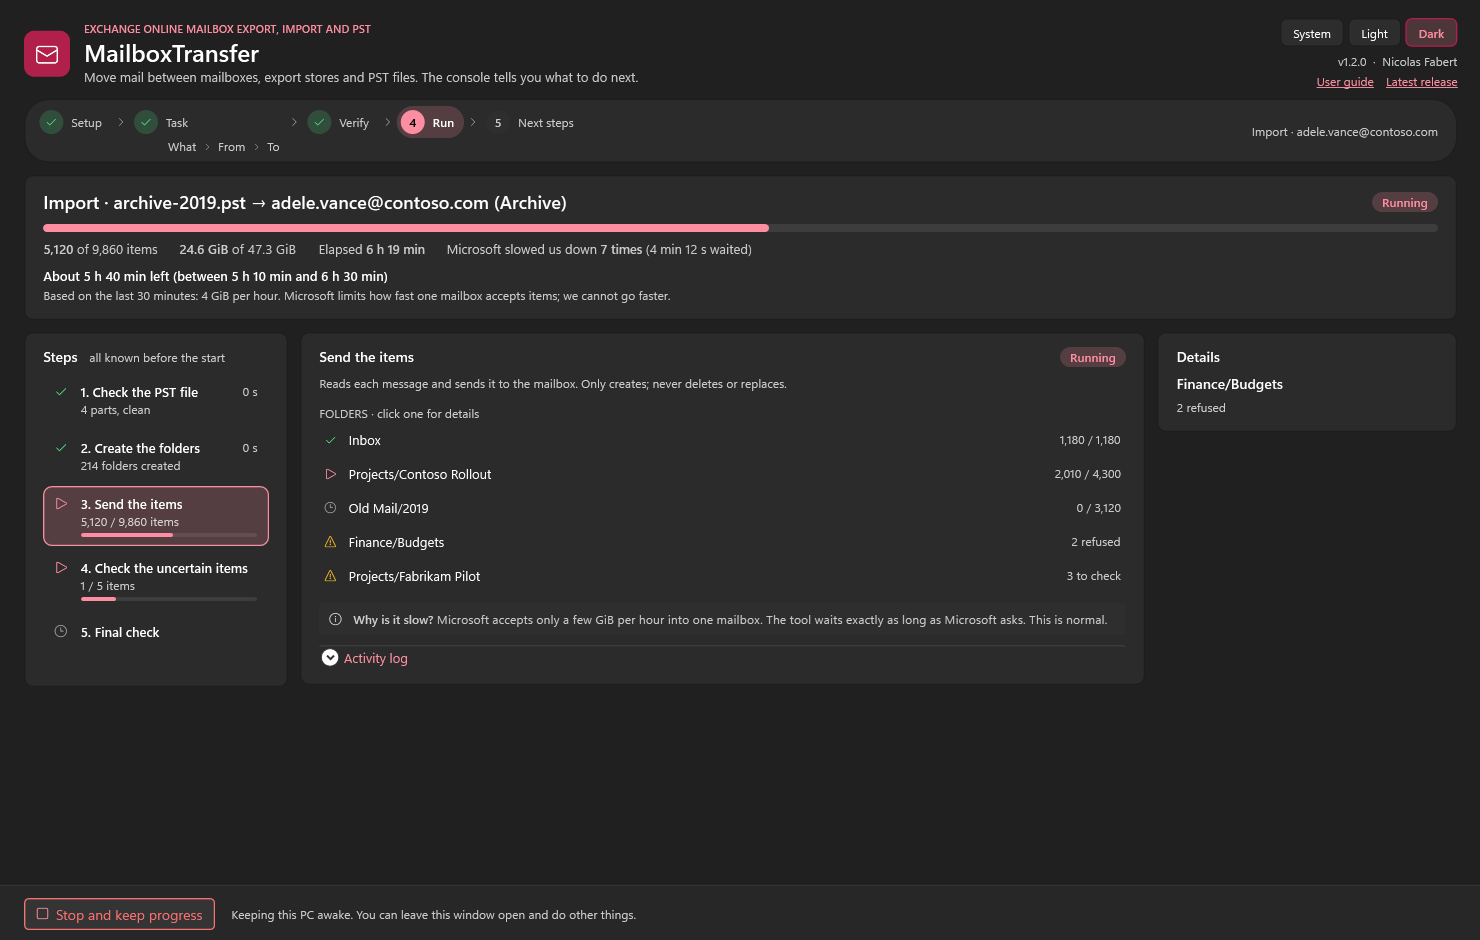 EXCHANGE ONLINE MAILBOX EXPORT, IMPORT AND PST
MailboxTransfer
Move mail between mailboxes, export stores and PST files. The console tells you what to do next.
System Light Dark
v1.2.0 · Nicolas Fabert
User guide Latest release
Setup Task Verify 4 Run 5 Next steps
What From To
Import · adele.vance@contoso.com
Import · archive-2019.pst → adele.vance@contoso.com (Archive)
Running
5,120 of 9,860 items 24.6 GiB of 47.3 GiB Elapsed 6 h 19 min Microsoft slowed us down 7 times (4 min 12 s waited)
About 5 h 40 min left (between 5 h 10 min and 6 h 30 min)
Based on the last 30 minutes: 4 GiB per hour. Microsoft limits how fast one mailbox accepts items; we cannot go faster.
Steps all known before the start
1. Check the PST file 0 s
4 parts, clean
2. Create the folders 0 s
214 folders created
3. Send the items
5,120 / 9,860 items
4. Check the uncertain items
1 / 5 items
5. Final check
Send the items
Running
Reads each message and sends it to the mailbox. Only creates; never deletes or replaces.
FOLDERS · click one for details
Inbox 1,180 / 1,180
Projects/Contoso Rollout 2,010 / 4,300
Old Mail/2019 0 / 3,120
Finance/Budgets 2 refused
Projects/Fabrikam Pilot 3 to check
Why is it slow? Microsoft accepts only a few GiB per hour into one mailbox. The tool waits exactly as long as Microsoft asks. This is normal.
Activity log
Details
Finance/Budgets
2 refused
Stop and keep progress
Keeping this PC awake. You can leave this window open and do other things.